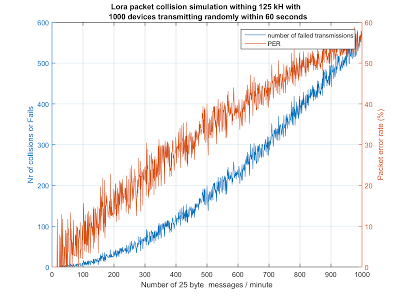 Lora packet collision simulation withing 125 kH with
1000 devices transmitting randomly within 60 seconds
number of failed transmissions
PER
600
500
400
300
200
100
0
Nr of collisions or Fails
60
50
40
30
20
10
0
Packet error rate (%)
0 100 200 300 400 500 600 700 800 900 1000
Number of 25 byte messages / minute